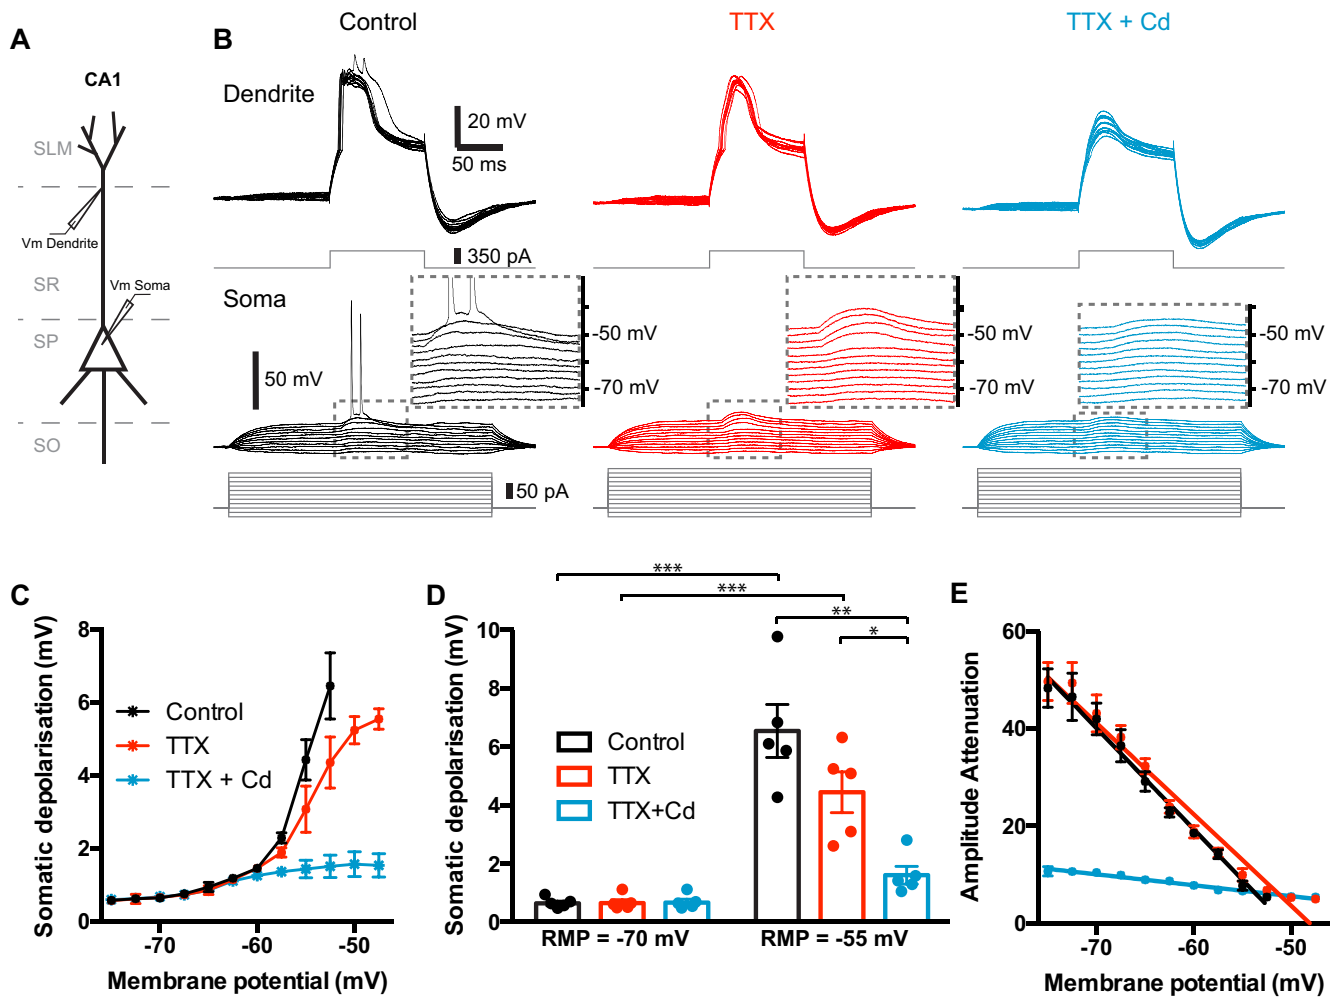 A
CA1
SLM
Vm Dendrite
SR
Vm Soma
SP
SO
B
Control
TTX
TTX + Cd
Dendrite
20 mV
50 ms
350 pA
Soma
50 mV
-50 mV
-70 mV
-50 mV
-70 mV
-50 mV
-70 mV
50 pA
C
Somatic depolarisation (mV)
8
6
4
2
0
Control
TTX
TTX + Cd
-70
-60
-50
Membrane potential (mV)
D
***
***
**
*
Somatic depolarisation (mV)
10
8
6
4
2
0
Control
TTX
TTX+Cd
RMP = -70 mV
RMP = -55 mV
E
Amplitude Attenuation
60
40
20
0
-70
-60
-50
Membrane potential (mV)